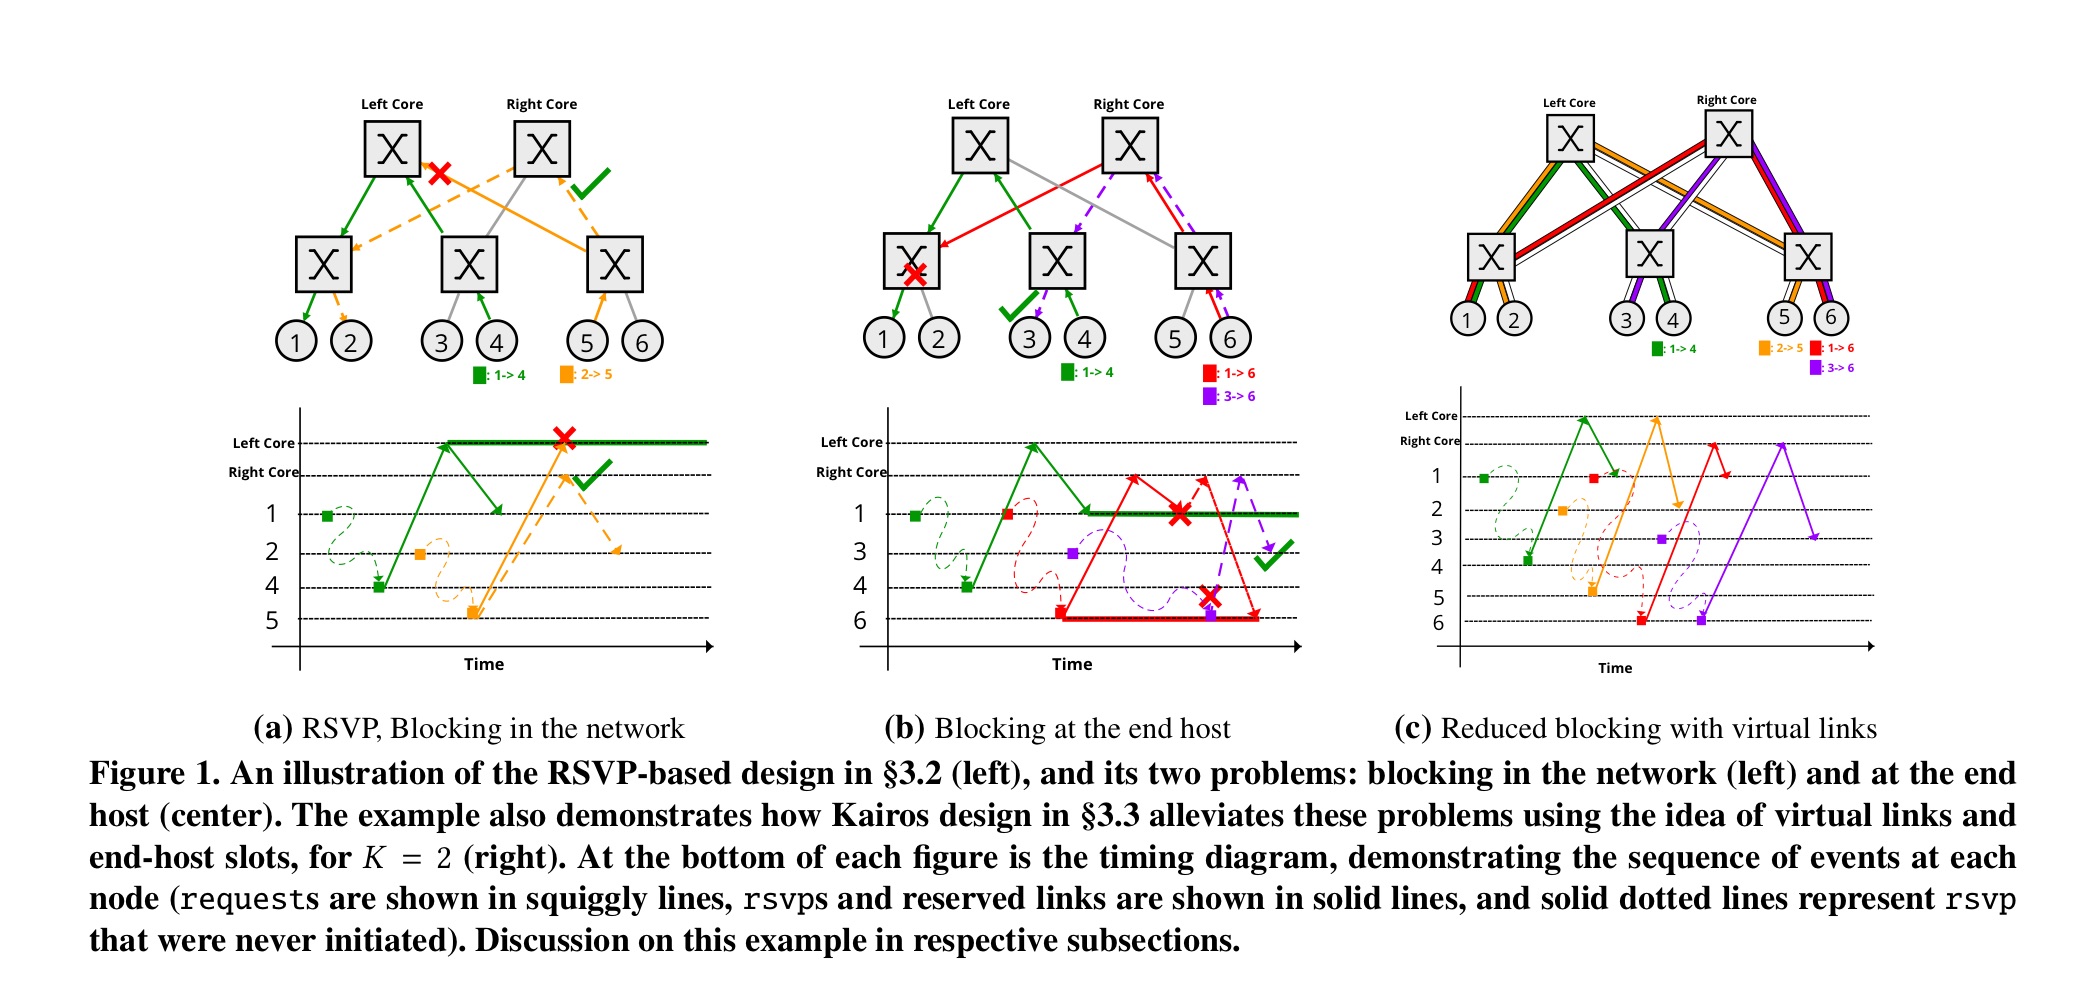 Left Core
Right Core
1
2
3
4
5
6
: 1-> 4
: 2-> 5
Left Core
Right Core
1
2
4
5
Time
(a) RSVP, Blocking in the network
Left Core
Right Core
1
2
3
4
5
6
: 1-> 4
: 1-> 6
: 3-> 6
Left Core
Right Core
1
3
4
6
Time
(b) Blocking at the end host
Left Core
Right Core
1
2
3
4
5
6
: 1-> 4
: 2-> 5
: 1-> 6
: 3-> 6
Left Core
Right Core
1
2
3
4
5
6
Time
(c) Reduced blocking with virtual links
Figure 1. An illustration of the RSVP-based design in §3.2 (left), and its two problems: blocking in the network (left) and at the end
host (center). The example also demonstrates how Kairos design in §3.3 alleviates these problems using the idea of virtual links and
end-host slots, for K = 2 (right). At the bottom of each figure is the timing diagram, demonstrating the sequence of events at each
node (requests are shown in squiggly lines, rsvps and reserved links are shown in solid lines, and solid dotted lines represent rsvp
that were never initiated). Discussion on this example in respective subsections.